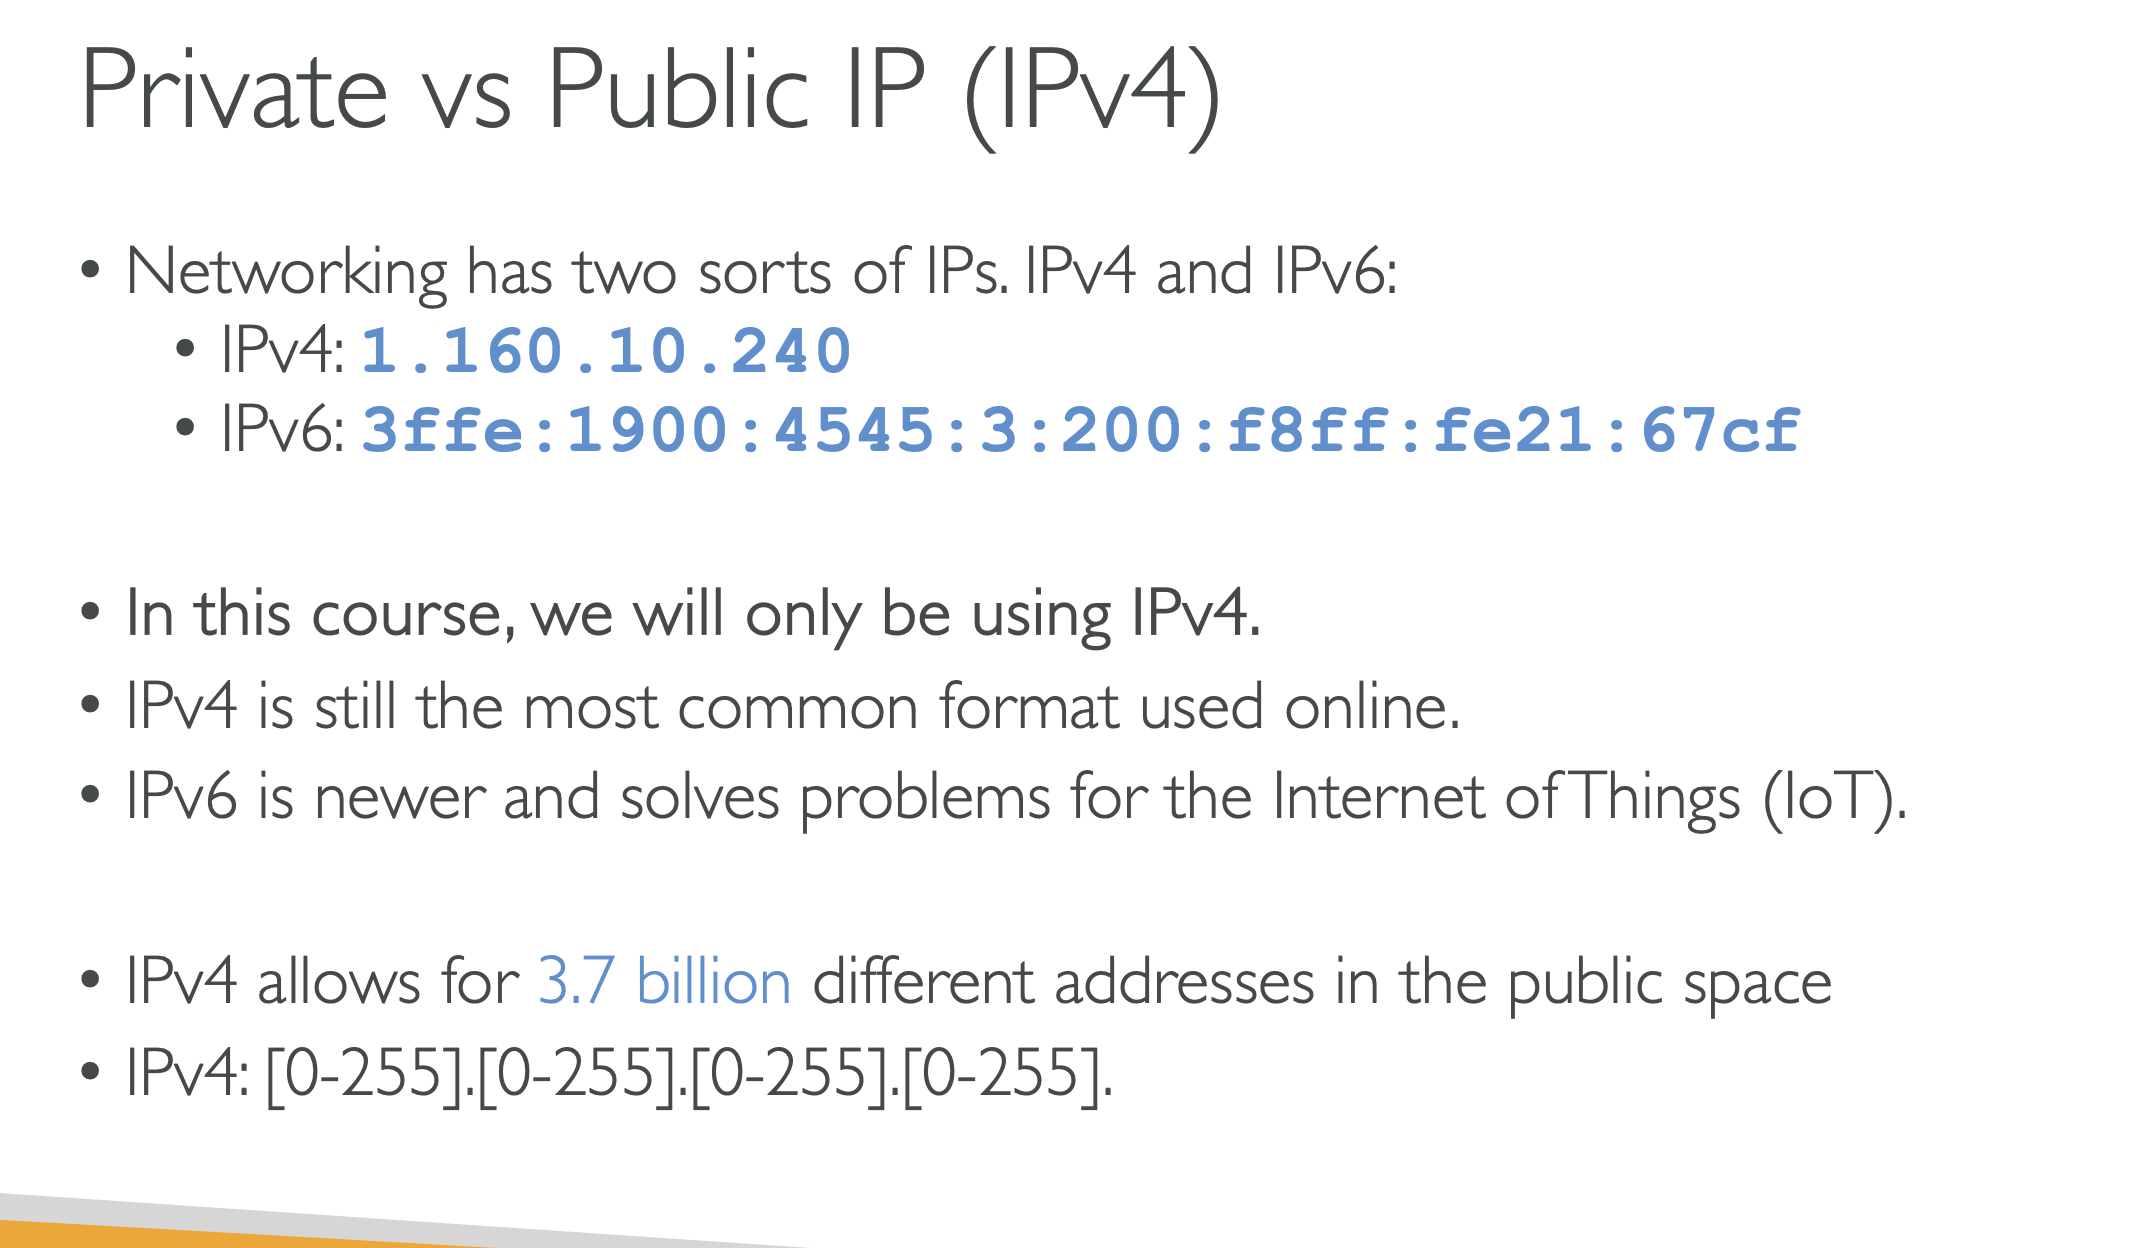 Private vs Public IP (IPv4)
• Networking has two sorts of IPs. IPv4 and IPv6:
• IPv4: 1.160.10.240
• IPv6: 3ffe:1900:4545:3:200:f8ff:fe21:67cf
• In this course, we will only be using IPv4.
• IPv4 is still the most common format used online.
• IPv6 is newer and solves problems for the Internet of Things (IoT).
• IPv4 allows for 3.7 billion different addresses in the public space
• IPv4: [0-255].[0-255].[0-255].[0-255].